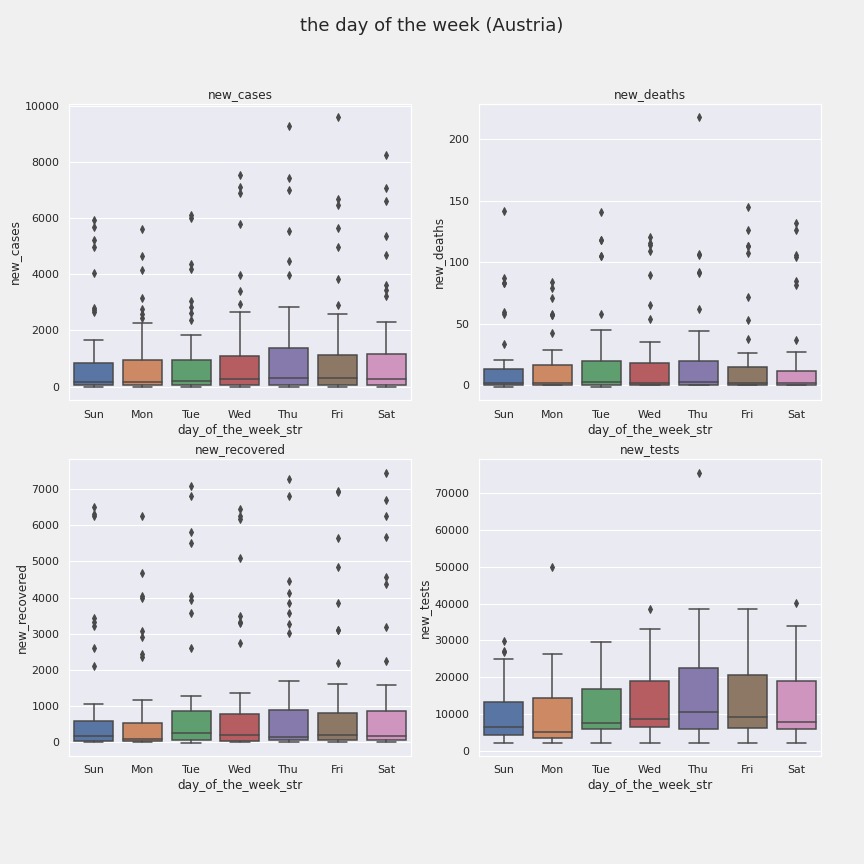 the day of the week (Austria)
new_cases
new_deaths
10000
8000
6000
4000
2000
0
new_cases
200
150
100
50
0
new_deaths
Sun Mon Tue Wed Thu Fri Sat
day_of_the_week_str
Sun Mon Tue Wed Thu Fri Sat
day_of_the_week_str
new_recovered
new_tests
7000
6000
5000
4000
3000
2000
1000
0
new_recovered
70000
60000
50000
40000
30000
20000
10000
0
new_tests
Sun Mon Tue Wed Thu Fri Sat
day_of_the_week_str
Sun Mon Tue Wed Thu Fri Sat
day_of_the_week_str